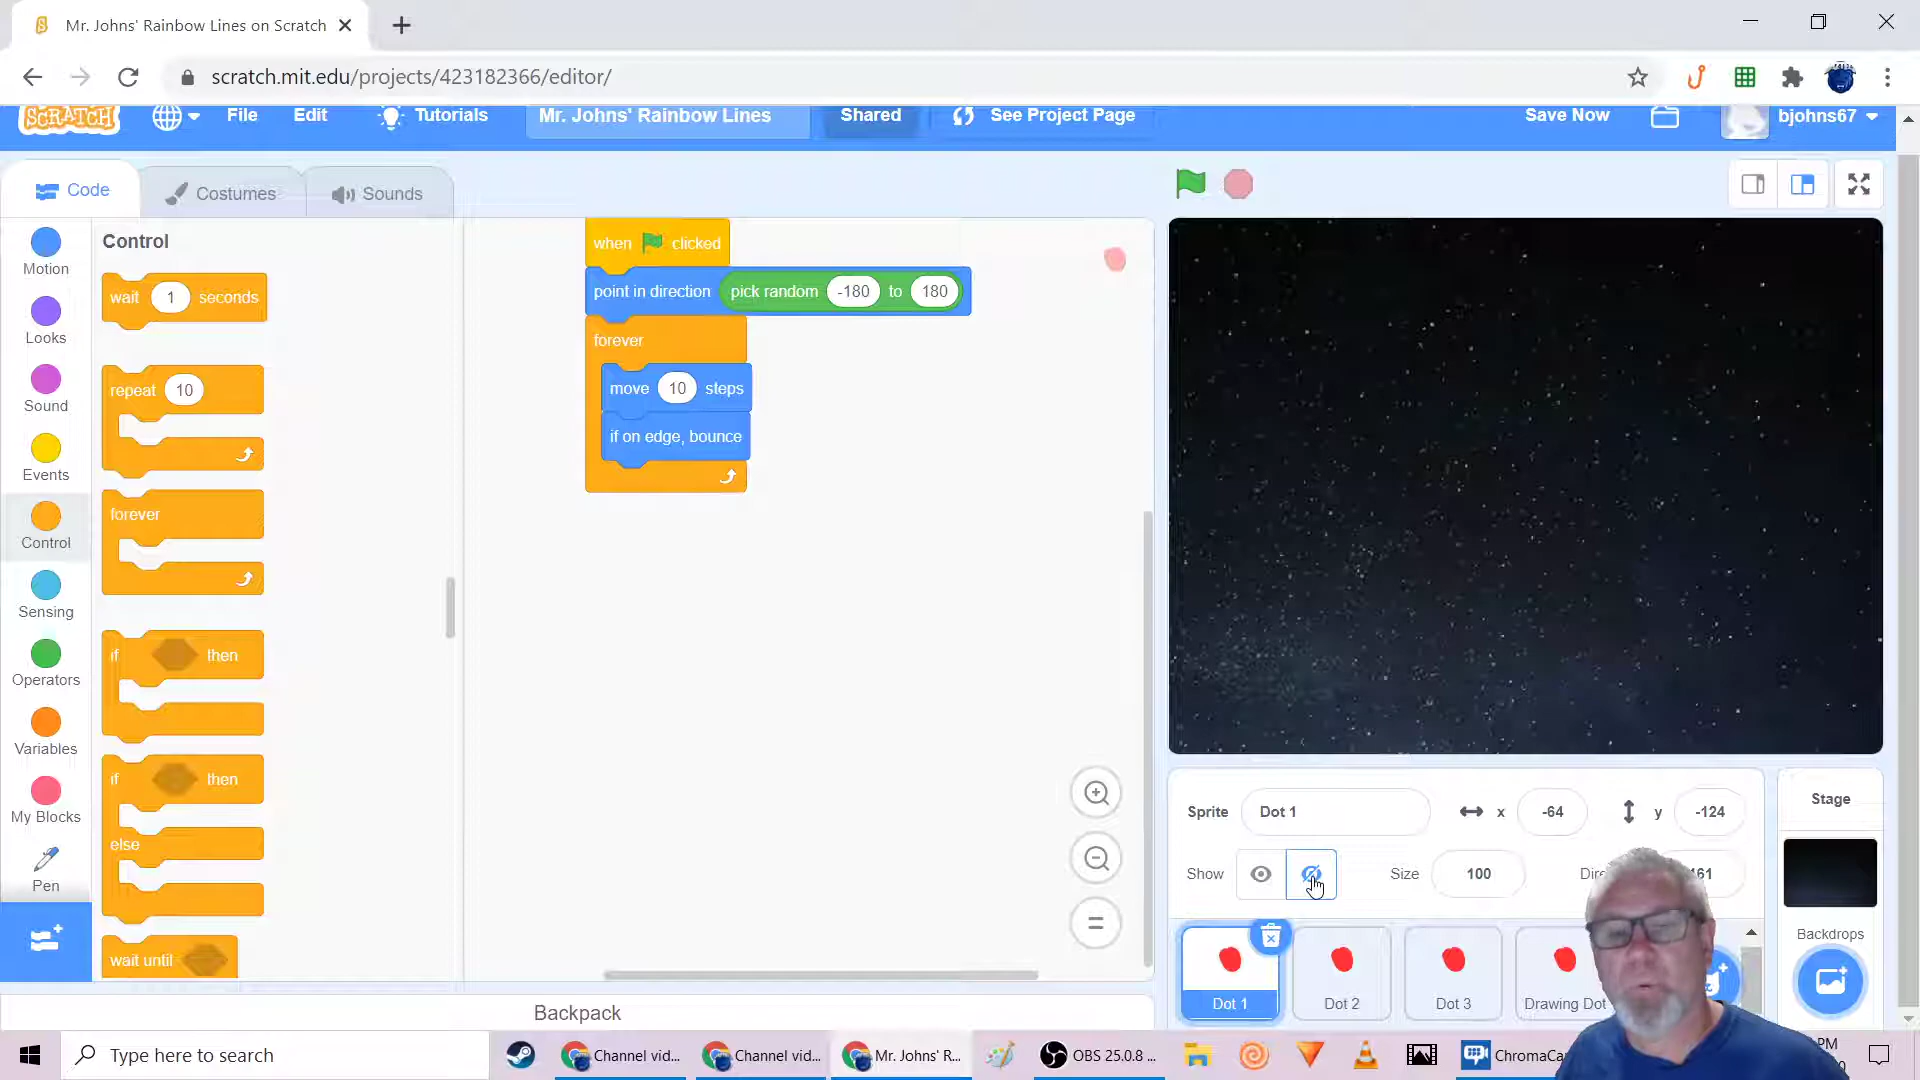 Mr. Johns' Rainbow Lines on Scratch
scratch.mit.edu/projects/423182366/editor/
SCRATCH
File
Edit
Tutorials
Mr. Johns' Rainbow Lines
Shared
See Project Page
Save Now
bjohns67
Code
Costumes
Sounds
Motion
Looks
Sound
Events
Control
Sensing
Operators
Variables
My Blocks
Pen
Control
wait 1 seconds
repeat 10
forever
if then
if then
else
wait until
when clicked
point in direction pick random -180 to 180
forever
move 10 steps
if on edge, bounce
Backpack
Sprite Dot 1 x -64 y -124
Show Size 100
Dot 1
Dot 2
Dot 3
Drawing Dot
Stage
Backdrops
Type here to search
Channel vid...
Channel vid...
Mr. Johns' R...
OBS 25.0.8 ...
PM